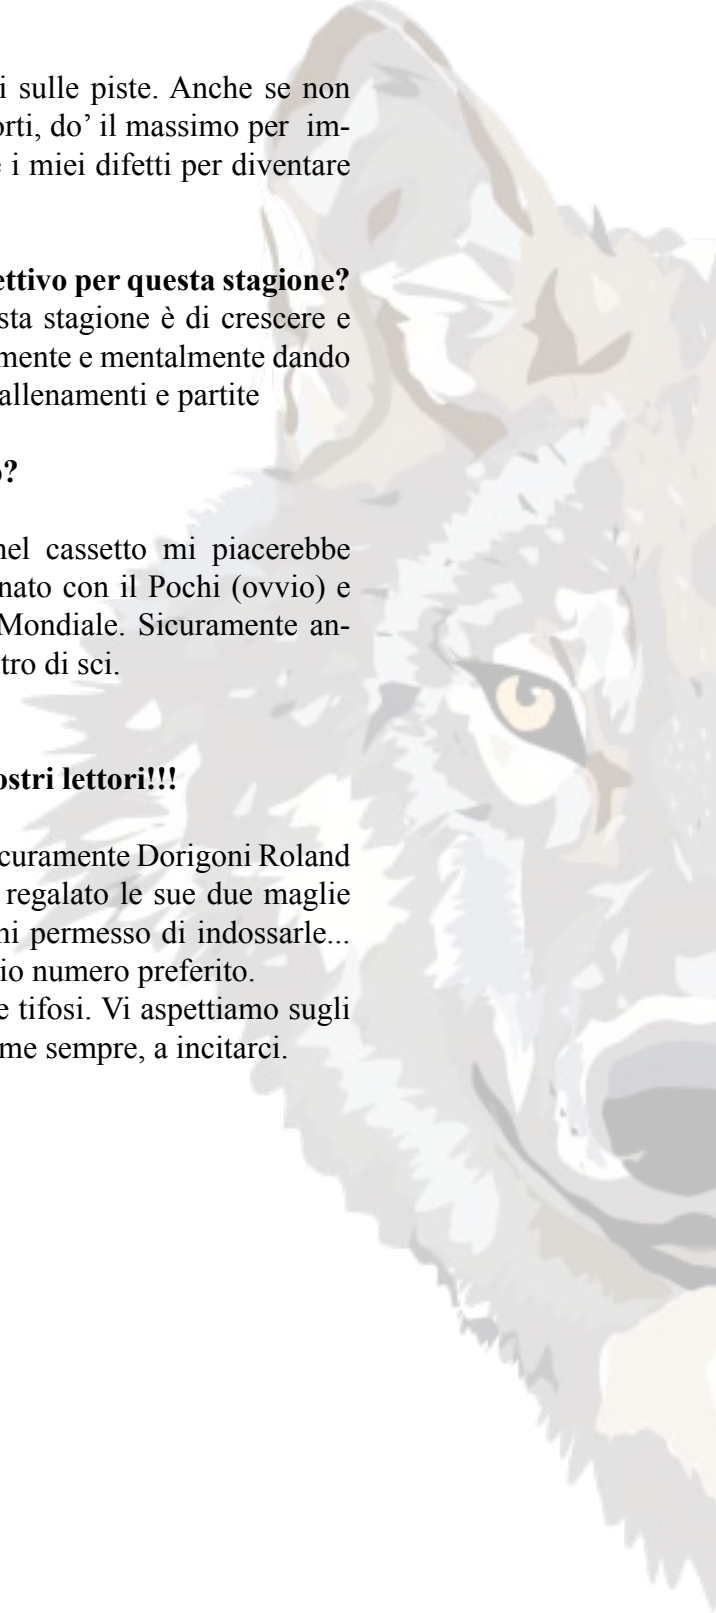 i sulle piste. Anche se non
orti, do’ il massimo per im-
e i miei difetti per diventare
ettivo per questa stagione?
sta stagione è di crescere e
mente e mentalmente dando
allenamenti e partite
o?
nel cassetto mi piacerebbe
nato con il Pochi (ovvio) e
Mondiale. Sicuramente an-
tro di sci.
ostri lettori!!!
icuramente Dorigoni Roland
regalato le sue due maglie
mi permesso di indossarle...
io numero preferito.
e tifosi. Vi aspettiamo sugli
me sempre, a incitarci.